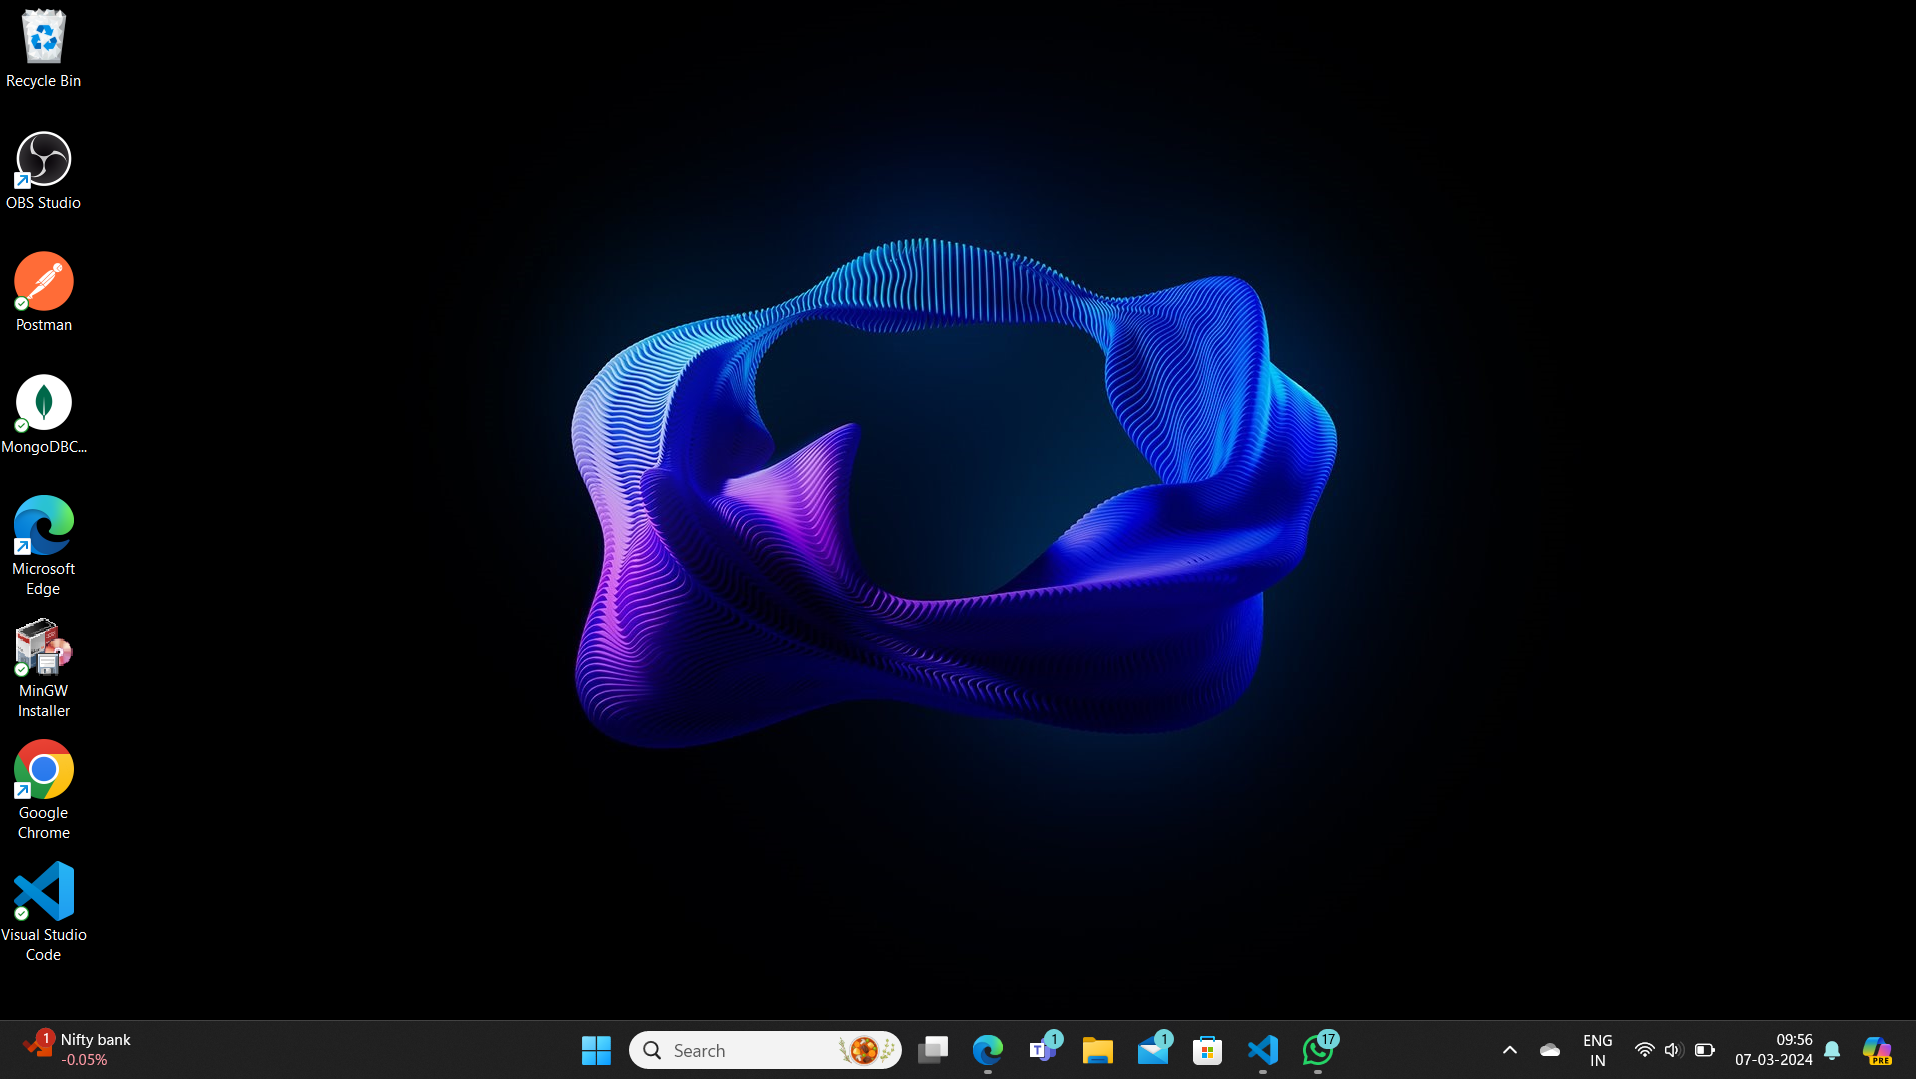 Recycle Bin
OBS Studio
Postman
MongoDBC...
Microsoft
Edge
MinGW
Installer
Google
Chrome
Visual Studio
Code
1
Nifty bank
-0.05%
Search
T
1
1
17
ENG
IN
09:56
07-03-2024
PRE